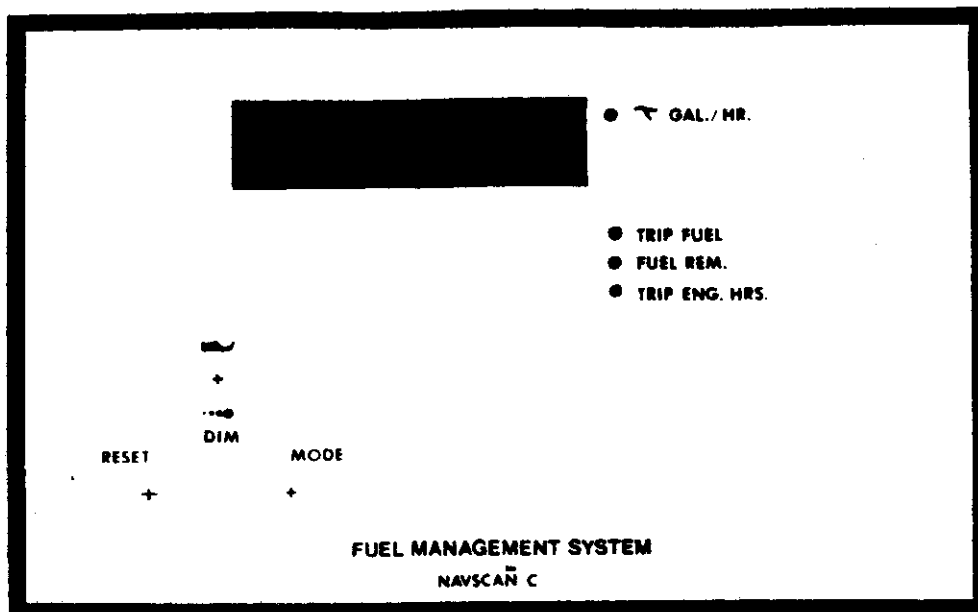 GAL./HR.
TRIP FUEL
FUEL REM.
TRIP ENG. HRS.
DIM
RESET MODE
FUEL MANAGEMENT SYSTEM
NAVSCAN C